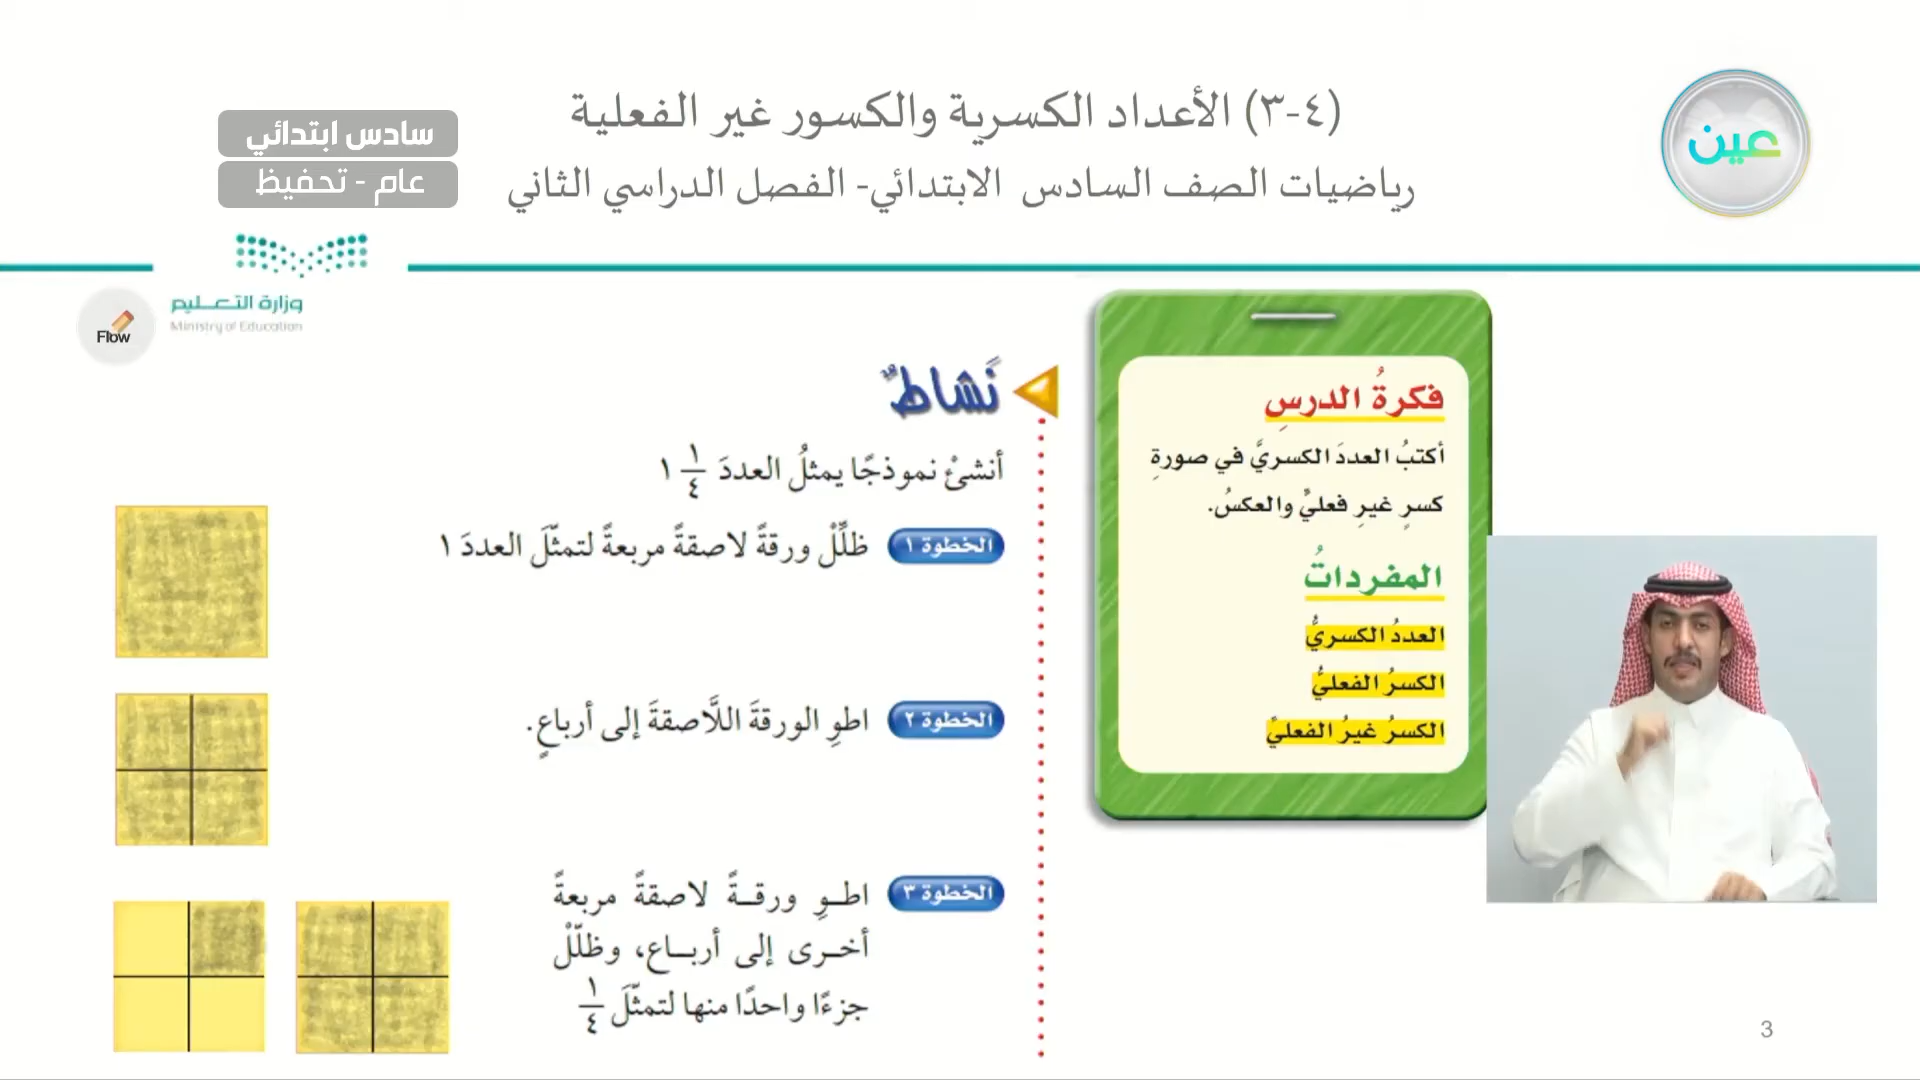 (٤-٣) الأعداد الكسرية والكسور غير الفعلية
رياضيات الصف السادس الابتدائي- الفصل الدراسي الثاني
عين
سادس ابتدائي
عام - تحفيظ
وزارة التعليم
Ministry of Education
Flow
فكرةُ الدرسِ
أكتبُ العددَ الكسريَّ في صورةِ
كسرٍ غيرِ فعليٍّ والعكسُ.
المفرداتُ
العددُ الكسريُّ
الكسرُ الفعليُّ
الكسرُ غيرُ الفعليِّ
نَشاطٌ
أنشئْ نموذجًا يمثلُ العددَ ١ ١/٤
الخطوة ١ ظلِّلْ ورقةً لاصقةً مربعةً لتمثّلَ العددَ ١
الخطوة ٢ اطوِ الورقةَ اللَّاصقةَ إلى أرباعٍ.
الخطوة ٣ اطوِ ورقةً لاصقةً مربعةً
أخرى إلى أرباع، وظلّلْ
جزءًا واحدًا منها لتمثّلَ ١/٤
3